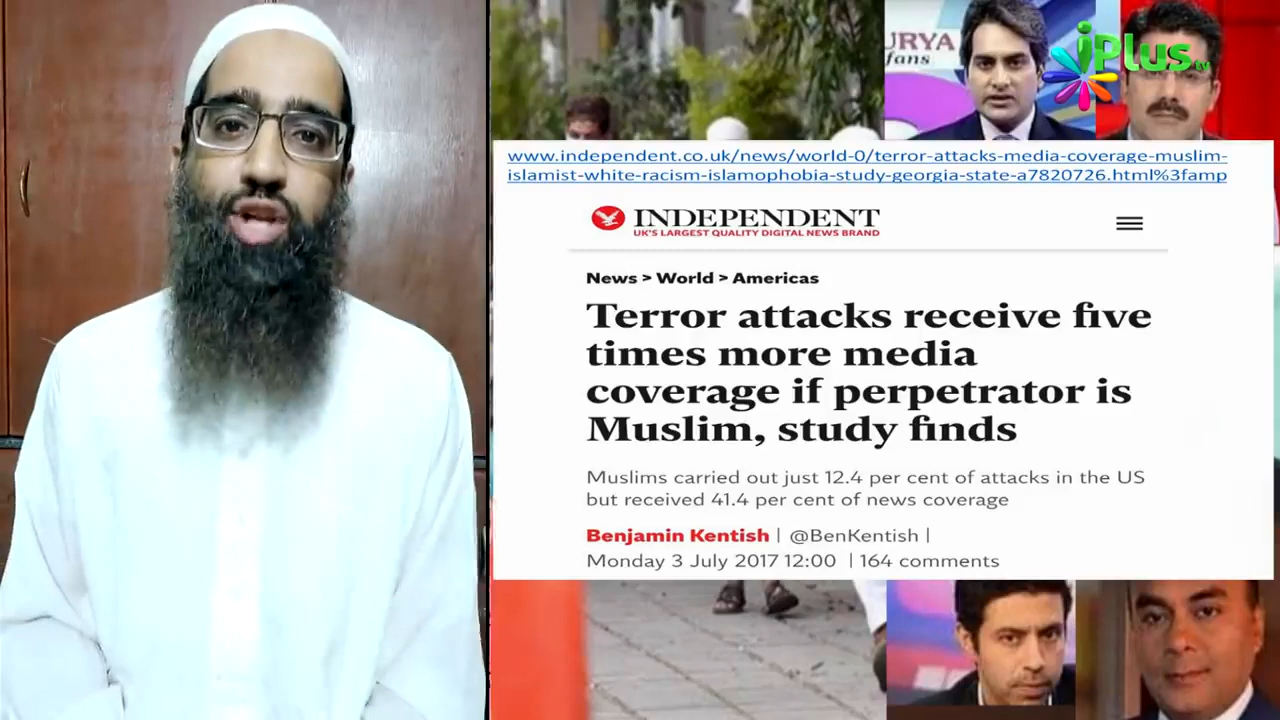 URYA
fans
iPlus tv
www.independent.co.uk/news/world-0/terror-attacks-media-coverage-muslim-
islamist-white-racism-islamophobia-study-georgia-state-a7820726.html%3famp
INDEPENDENT
UK'S LARGEST QUALITY DIGITAL NEWS BRAND
News > World > Americas
Terror attacks receive five
times more media
coverage if perpetrator is
Muslim, study finds
Muslims carried out just 12.4 per cent of attacks in the US
but received 41.4 per cent of news coverage
Benjamin Kentish | @BenKentish |
Monday 3 July 2017 12:00 | 164 comments